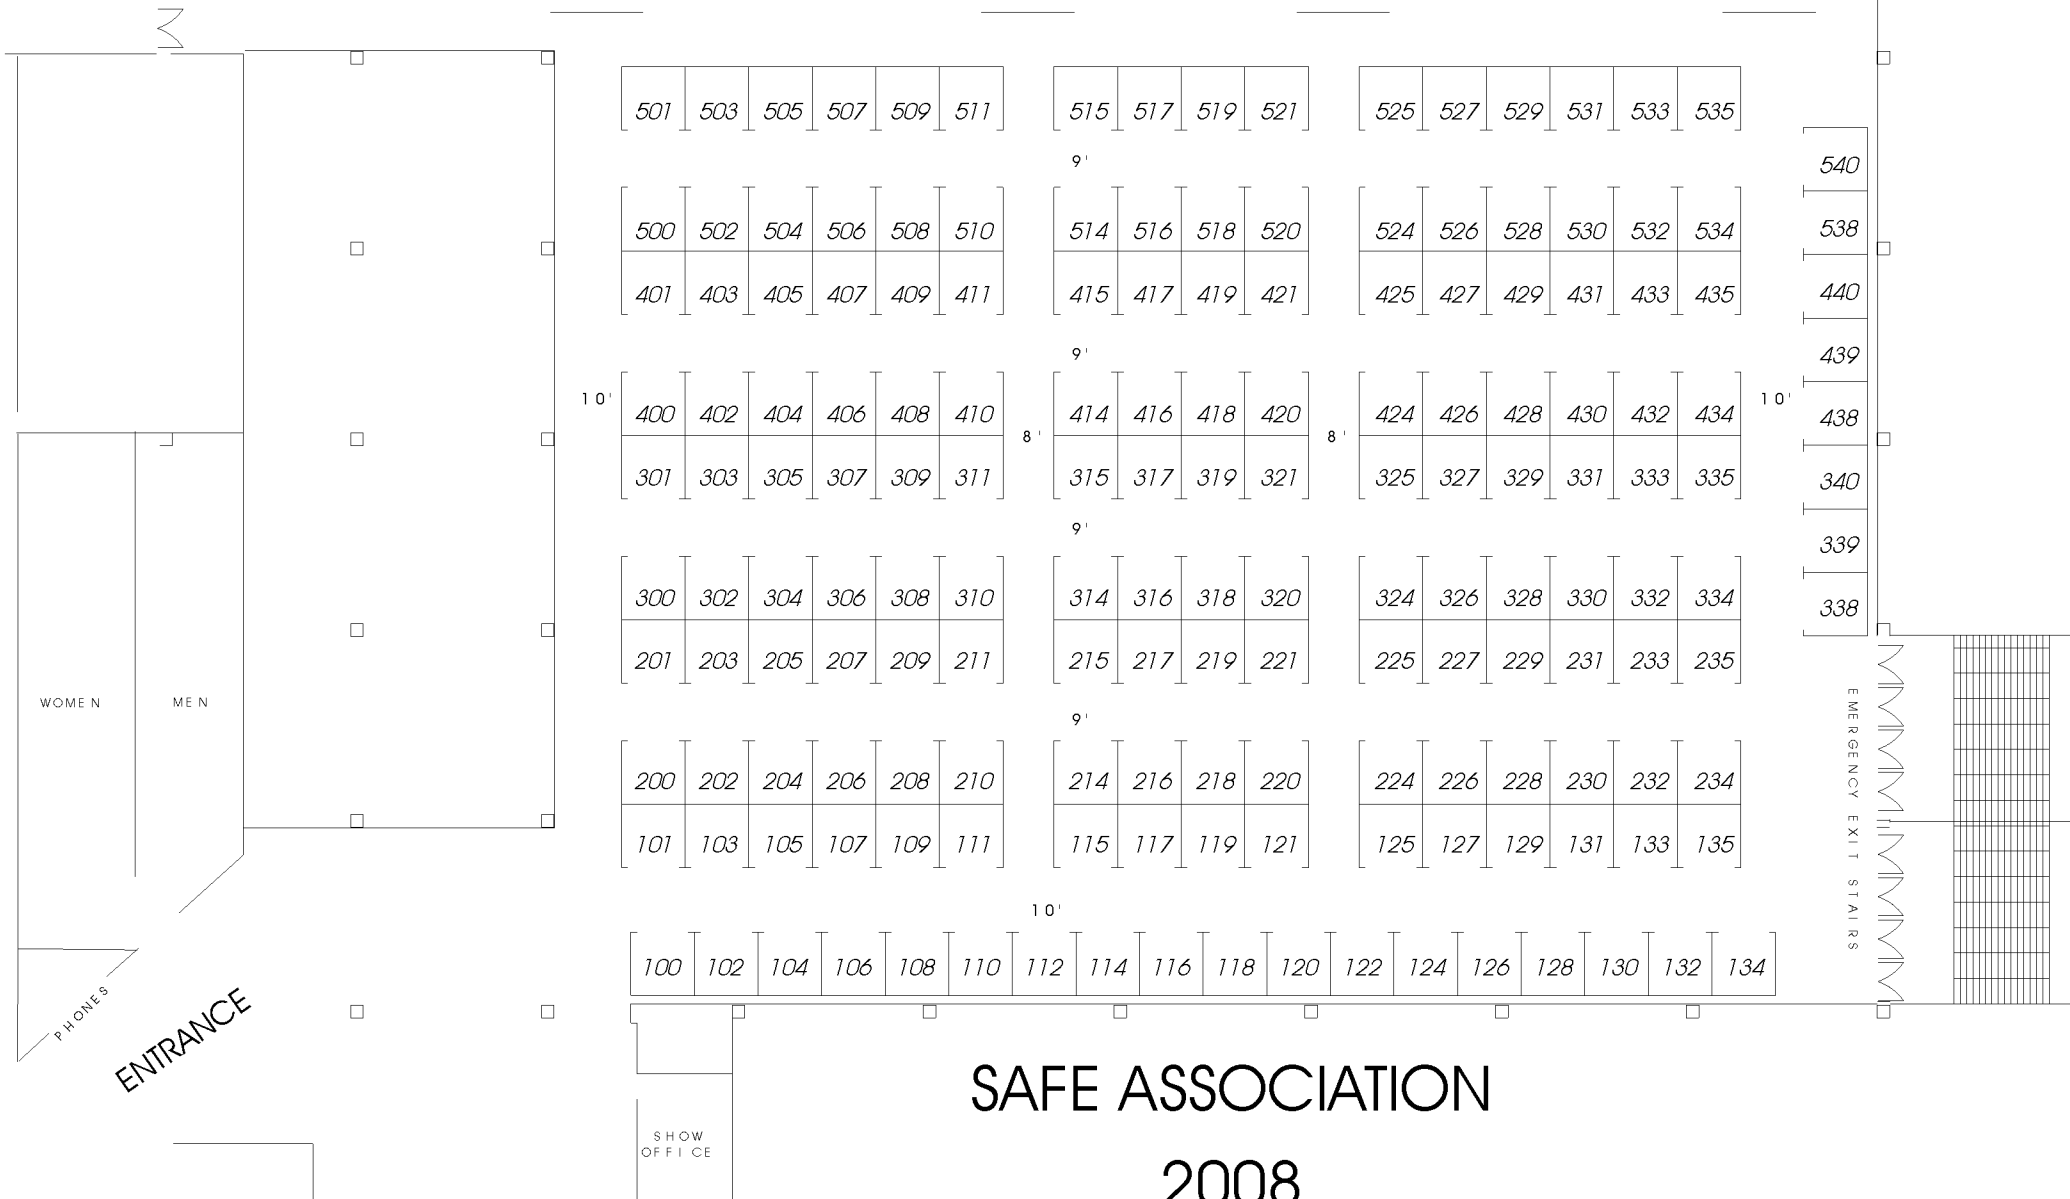 501 503 505 507 509 511 515 517 519 521 525 527 529 531 533 535
9'
540
500 502 504 506 508 510 514 516 518 520 524 526 528 530 532 534
538
401 403 405 407 409 411 415 417 419 421 425 427 429 431 433 435
440
9'
439
10'
10'
400 402 404 406 408 410 414 416 418 420 424 426 428 430 432 434
438
8'
8'
301 303 305 307 309 311 315 317 319 321 325 327 329 331 333 335
340
9'
339
300 302 304 306 308 310 314 316 318 320 324 326 328 330 332 334
338
201 203 205 207 209 211 215 217 219 221 225 227 229 231 233 235
WOMEN
MEN
9'
200 202 204 206 208 210 214 216 218 220 224 226 228 230 232 234
EMERGENCY EXIT STAIRS
101 103 105 107 109 111 115 117 119 121 125 127 129 131 133 135
10'
100 102 104 106 108 110 112 114 116 118 120 122 124 126 128 130 132 134
PHONES
ENTRANCE
SAFE ASSOCIATION
SHOW
OFFICE
2008